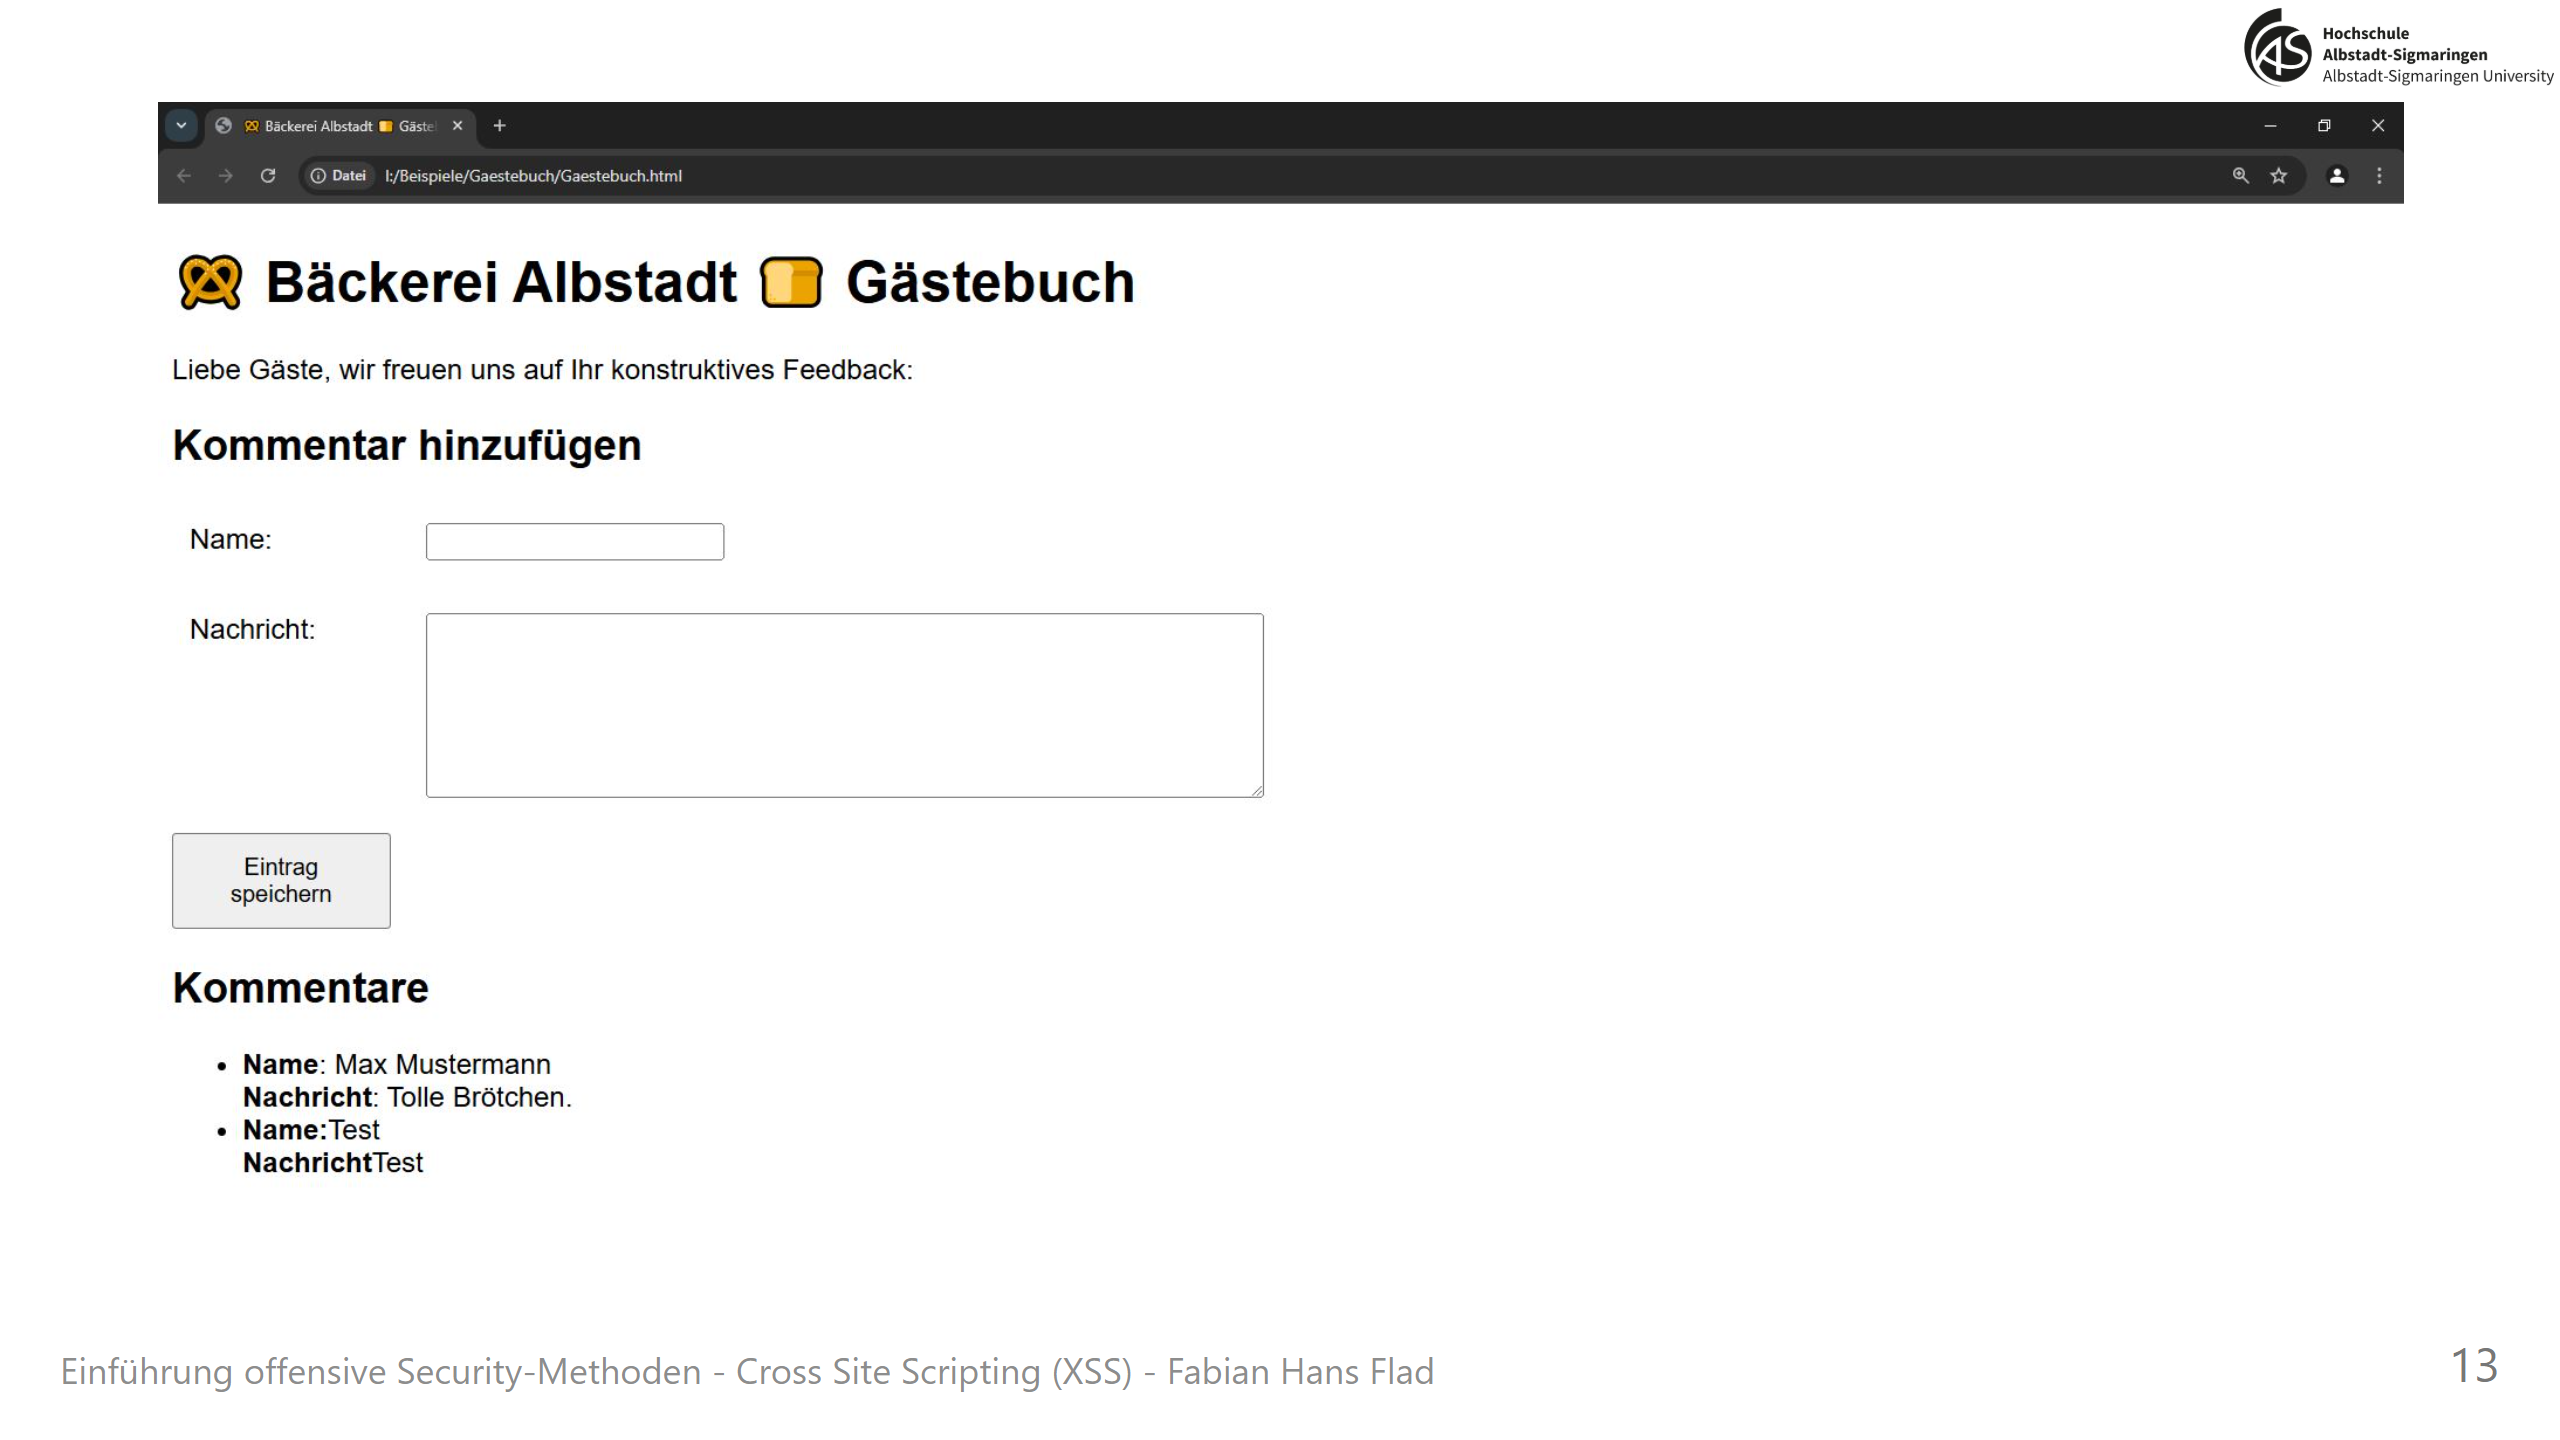 Hochschule
Albstadt-Sigmaringen
Albstadt-Sigmaringen University
Bäckerei Albstadt Gäste
Datei I:/Beispiele/Gaestebuch/Gaestebuch.html
Bäckerei Albstadt Gästebuch
Liebe Gäste, wir freuen uns auf Ihr konstruktives Feedback:
Kommentar hinzufügen
Name:
Nachricht:
Eintrag
speichern
Kommentare
Name: Max Mustermann
Nachricht: Tolle Brötchen.
Name:Test
NachrichtTest
Einführung offensive Security-Methoden - Cross Site Scripting (XSS) - Fabian Hans Flad
13